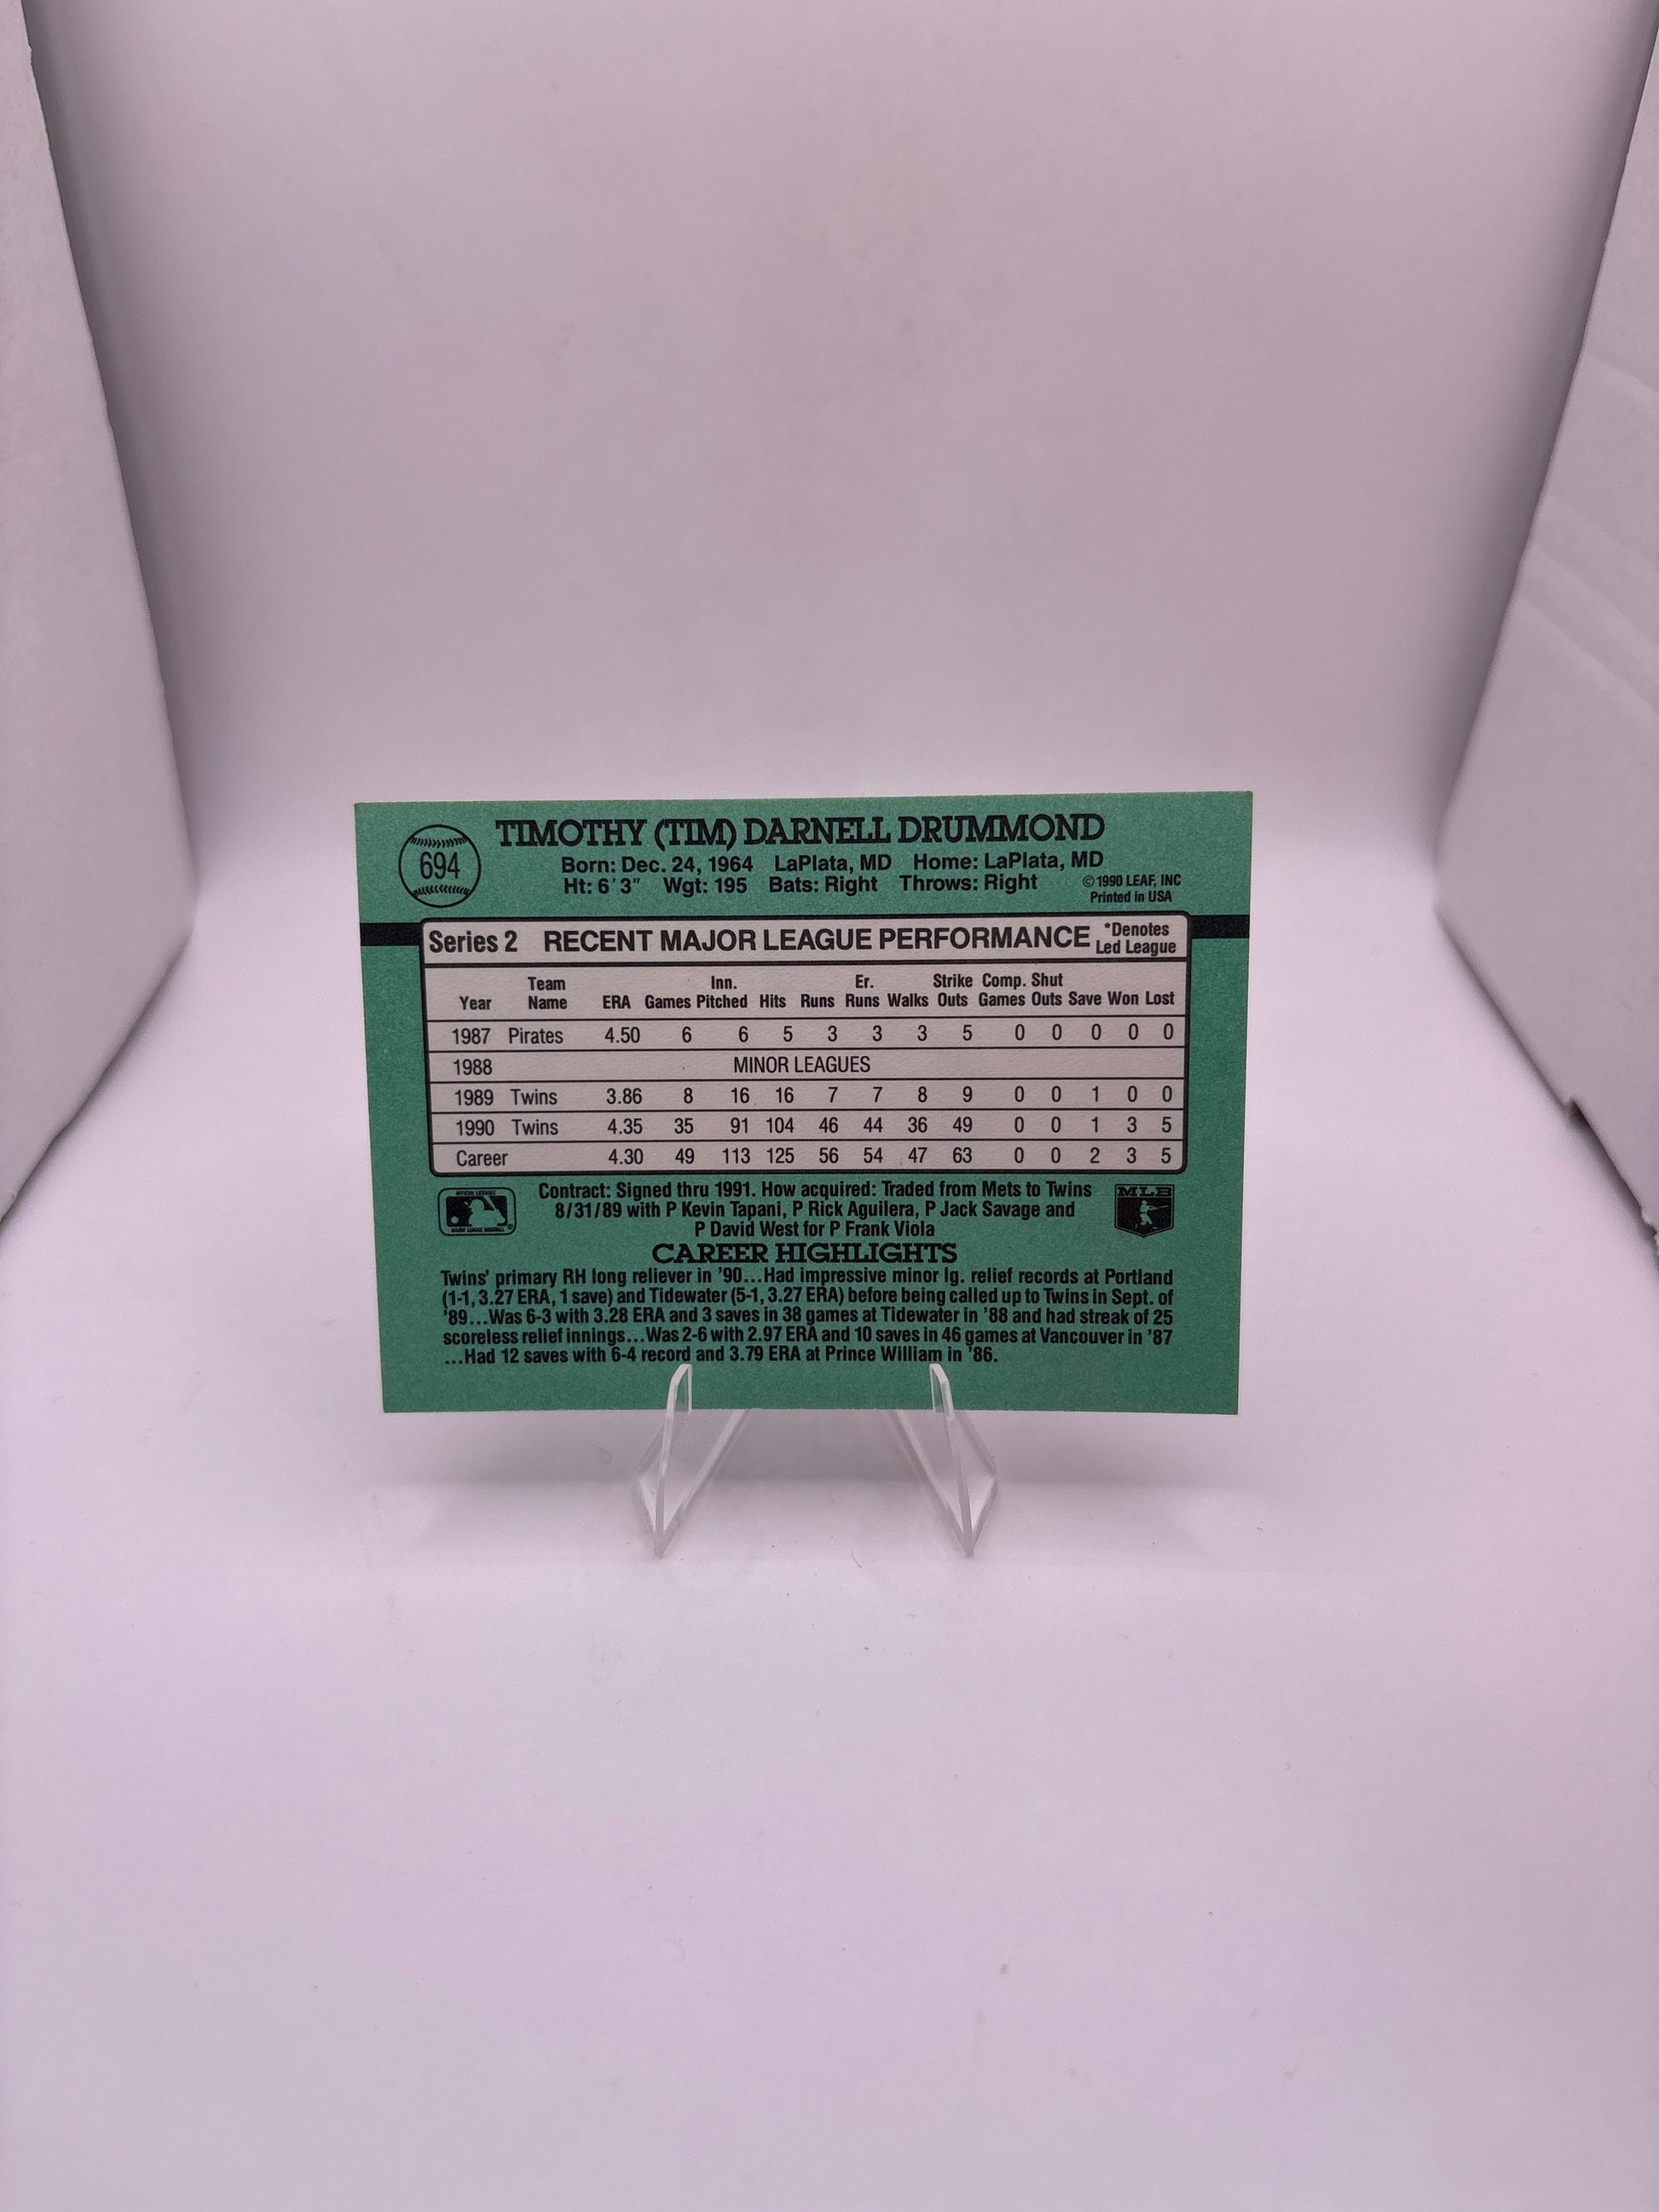 694
TIMOTHY (TIM) DARNELL DRUMMOND
Born: Dec. 24, 1964 LaPlata, MD Home: LaPlata, MD
Ht: 6'3" Wgt: 195 Bats: Right Throws: Right
©1990 LEAF, INC
Printed in USA
Series 2 RECENT MAJOR LEAGUE PERFORMANCE *Denotes Led League
Year Team Name ERA Games Inn. Pitched Hits Runs Er. Runs Walks Strike Outs Comp. Games Shut Outs Save Won Lost
1987 Pirates 4.50 6 6 5 3 3 3 5 0 0 0 0 0
1988 MINOR LEAGUES
1989 Twins 3.86 8 16 16 7 7 8 9 0 0 1 0 0
1990 Twins 4.35 35 91 104 46 44 36 49 0 0 1 3 5
Career 4.30 49 113 125 56 54 47 63 0 0 2 3 5
Contract: Signed thru 1991. How acquired: Traded from Mets to Twins
8/31/89 with P Kevin Tapani, P Rick Aguilera, P Jack Savage and
P David West for P Frank Viola
MLB
CAREER HIGHLIGHTS
Twins' primary RH long reliever in '90...Had impressive minor lg. relief records at Portland
(1-1, 3.27 ERA, 1 save) and Tidewater (5-1, 3.27 ERA) before being called up to Twins in Sept. of
'89...Was 6-3 with 3.28 ERA and 3 saves in 38 games at Tidewater in '88 and had streak of 25
scoreless relief innings...Was 2-6 with 2.97 ERA and 10 saves in 46 games at Vancouver in '87
...Had 12 saves with 6-4 record and 3.79 ERA at Prince William in '86.